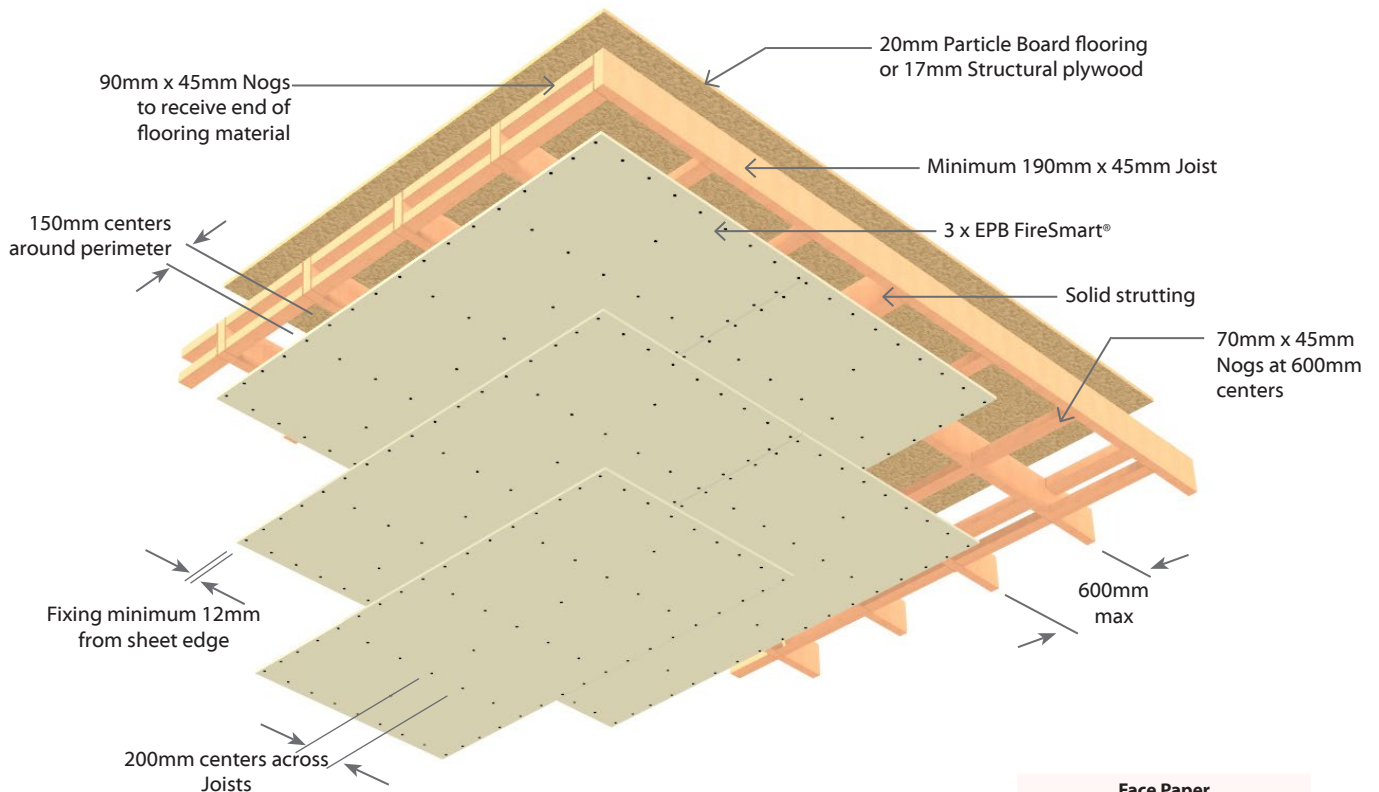 90mm x 45mm Nogs
to receive end of
flooring material
20mm Particle Board flooring
or 17mm Structural plywood
Minimum 190mm x 45mm Joist
150mm centers
around perimeter
3 x EPB FireSmart®
Solid strutting
70mm x 45mm
Nogs at 600mm
centers
Fixing minimum 12mm
from sheet edge
600mm
max
200mm centers across
Joists
Face Paper